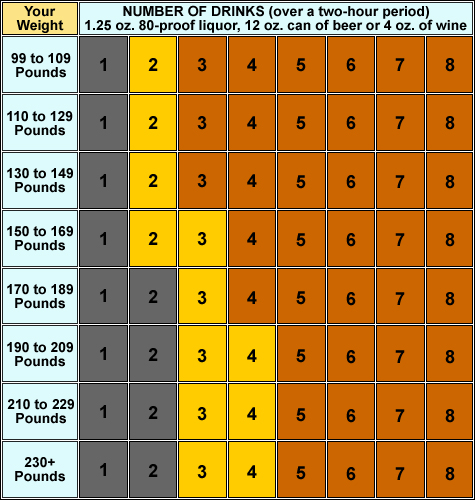 Your Weight
NUMBER OF DRINKS (over a two-hour period)
1.25 oz. 80-proof liquor, 12 oz. can of beer or 4 oz. of wine
99 to 109 Pounds
1 2 3 4 5 6 7 8
110 to 129 Pounds
1 2 3 4 5 6 7 8
130 to 149 Pounds
1 2 3 4 5 6 7 8
150 to 169 Pounds
1 2 3 4 5 6 7 8
170 to 189 Pounds
1 2 3 4 5 6 7 8
190 to 209 Pounds
1 2 3 4 5 6 7 8
210 to 229 Pounds
1 2 3 4 5 6 7 8
230+ Pounds
1 2 3 4 5 6 7 8